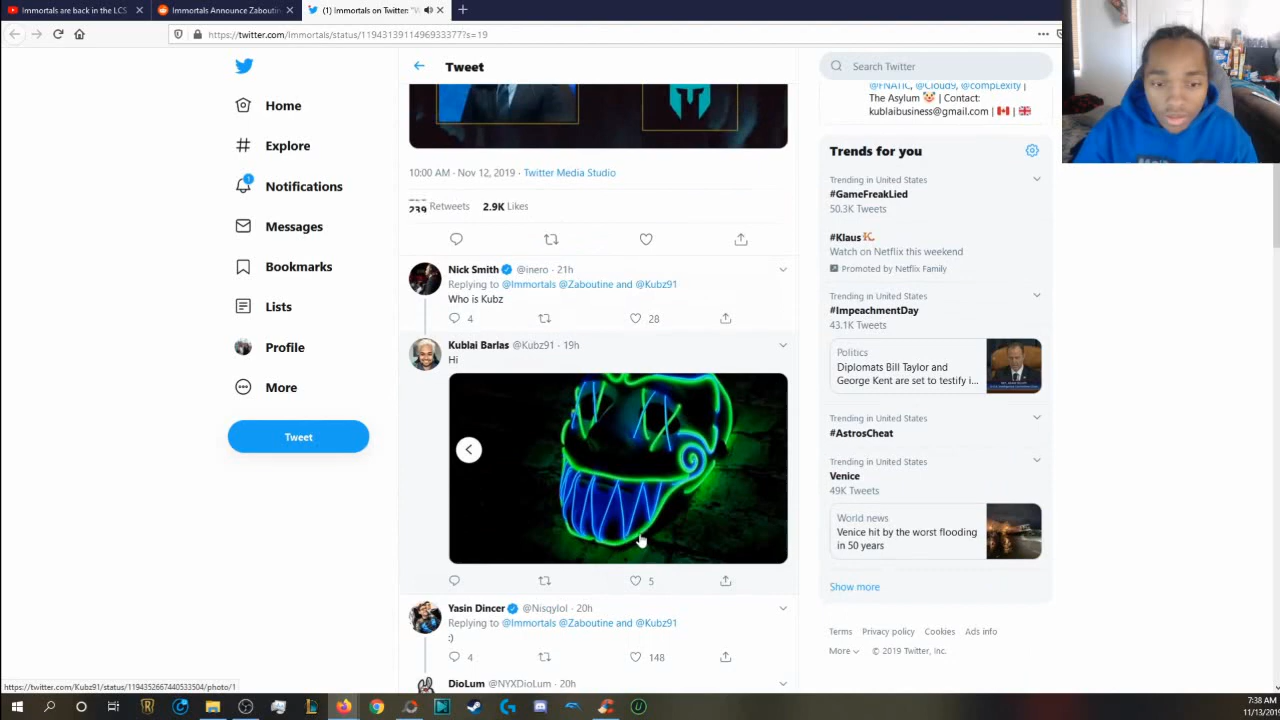 Immortals are back in the LCS
Immortals Announce Zaboutin
(1) Immortals on Twitter: "W
https://twitter.com/Immortals/status/1194313911496933377?s=19
Home
Explore
1
Notifications
Messages
Bookmarks
Lists
Profile
More
Tweet
Tweet
10:00 AM · Nov 12, 2019 · Twitter Media Studio
239 Retweets 2.9K Likes
Nick Smith @inero · 21h
Replying to @Immortals @Zaboutine and @Kubz91
Who is Kubz
4
28
Kublai Barlas @Kubz91 · 19h
Hi
5
Yasin Dincer @Nisqylol · 20h
Replying to @Immortals @Zaboutine and @Kubz91
:)
4
148
DioLum @NYXDioLum · 20h
Search Twitter
@FNATIC, @Cloud9, @compLexity |
The Asylum 🤡 | Contact:
kublaibusiness@gmail.com | 🇨🇦 | 🇬🇧
Trends for you
Trending in United States
#GameFreakLied
50.3K Tweets
#Klaus
Watch on Netflix this weekend
Promoted by Netflix Family
Trending in United States
#ImpeachmentDay
43.1K Tweets
Politics
Diplomats Bill Taylor and
George Kent are set to testify i...
Trending in United States
#AstrosCheat
Trending in United States
Venice
49K Tweets
World news
Venice hit by the worst flooding
in 50 years
Show more
Terms Privacy policy Cookies Ads info
More © 2019 Twitter, Inc.
https://twitter.com/Kubz91/status/1194352667440533504/photo/1
7:38 AM
11/13/2019